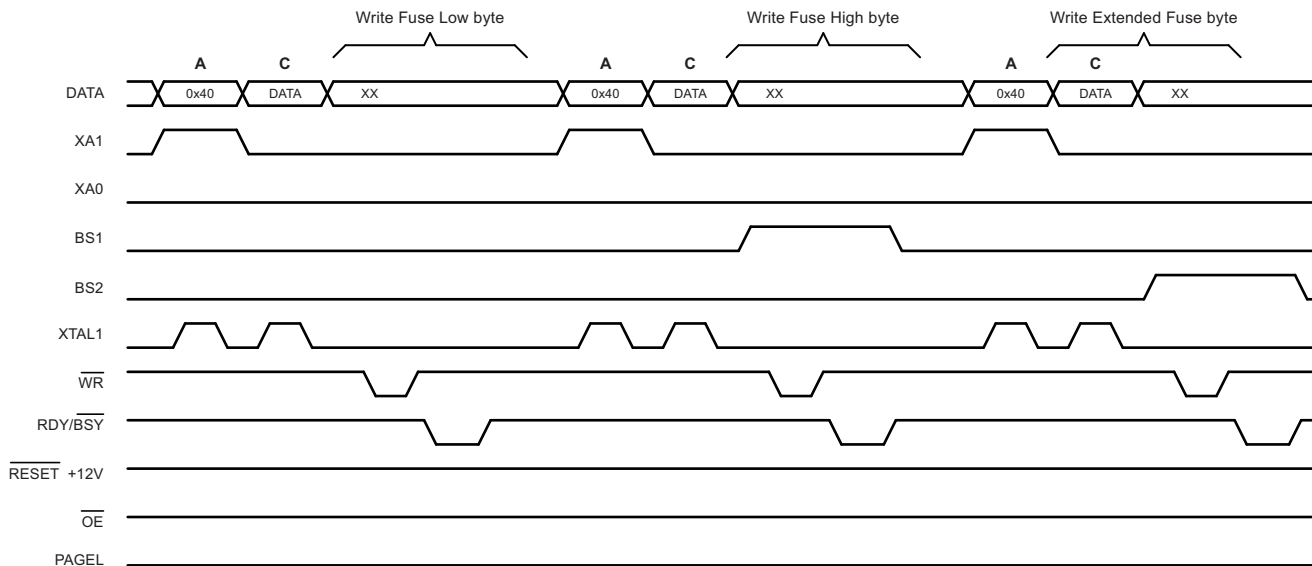 Write Fuse Low byte Write Fuse High byte Write Extended Fuse byte
A C A C A C
DATA 0x40 DATA XX 0x40 DATA XX 0x40 DATA XX
XA1
XA0
BS1
BS2
XTAL1
WR
RDY/BSY
RESET +12V
OE
PAGEL